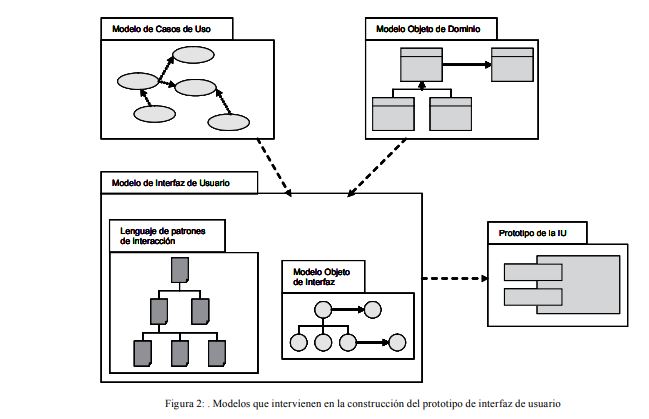 Modelo de Casos de Uso
Modelo Objeto de Dominio
Modelo de Interfaz de Usuario
Lenguaje de patrones
de interacción
Modelo Objeto
de Interfaz
Prototipo de la IU
Figura 2: . Modelos que intervienen en la construcción del prototipo de interfaz de usuario